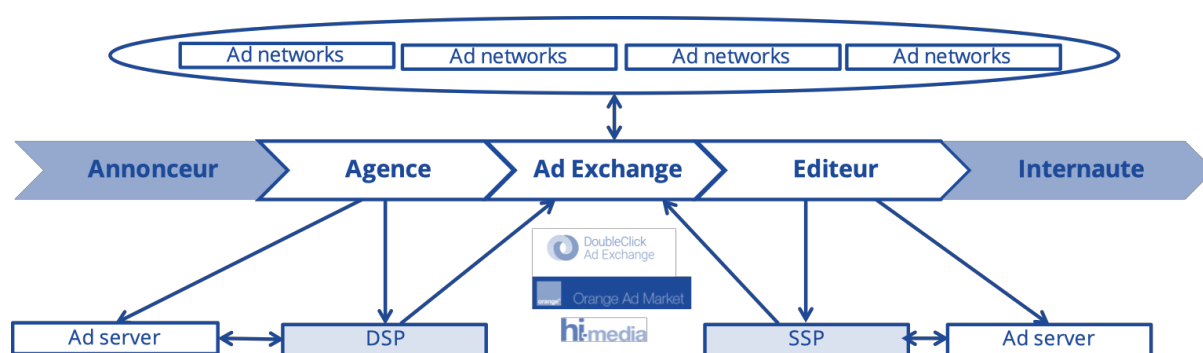 Ad networks
Ad networks
Ad networks
Ad networks
Annonceur
Agence
Ad Exchange
Editeur
Internaute
DoubleClick
Ad Exchange
orange
Orange Ad Market
hi-media
Ad server
DSP
SSP
Ad server